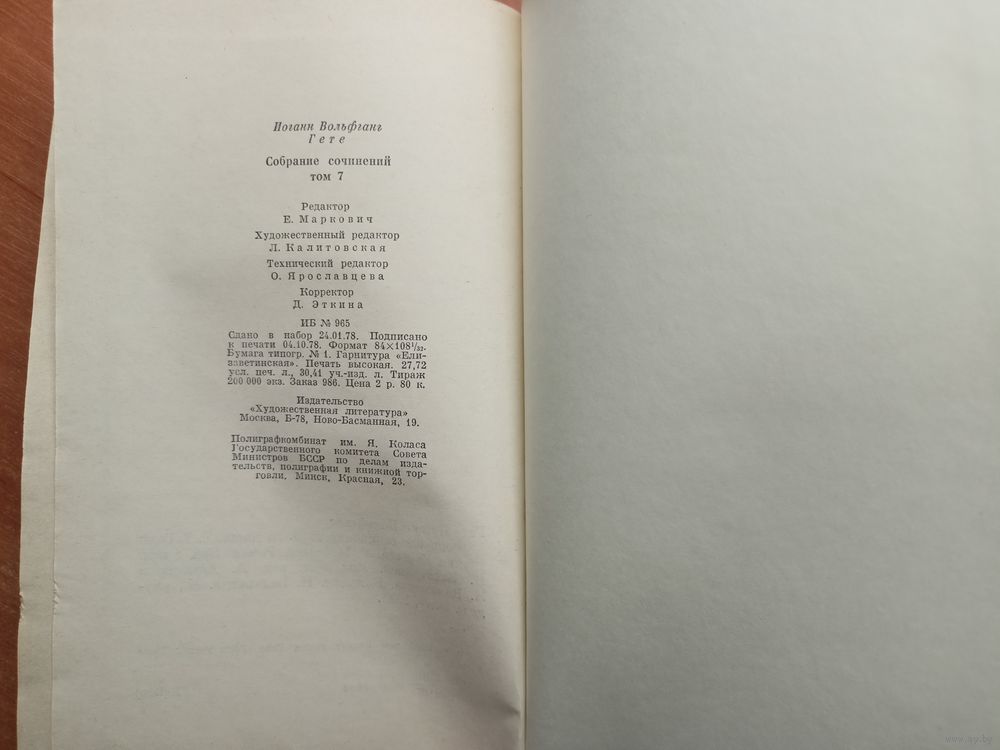 Иоганн Вольфганг
Гете
Собрание сочинений
том 7
Редактор
Е. Маркович
Художественный редактор
Л. Калитовская
Технический редактор
О. Ярославцева
Корректор
Д. Эткина
ИБ № 965
Сдано в набор 24.01.78. Подписано
к печати 04.10.78. Формат 84×108¹/₃₂.
Бумага типогр. № 1. Гарнитура «Ели-
заветинская». Печать высокая. 27,72
усл. печ. л., 30,41 уч.-изд. л. Тираж
200 000 экз. Заказ 986. Цена 2 р. 80 к.
Издательство
«Художественная литература»
Москва, Б-78, Ново-Басманная, 19.
Полиграфкомбинат им. Я. Коласа
Государственного комитета Совета
Министров БССР по делам изда-
тельств, полиграфии и книжной тор-
говли. Минск, Красная, 23.
www.ay.by